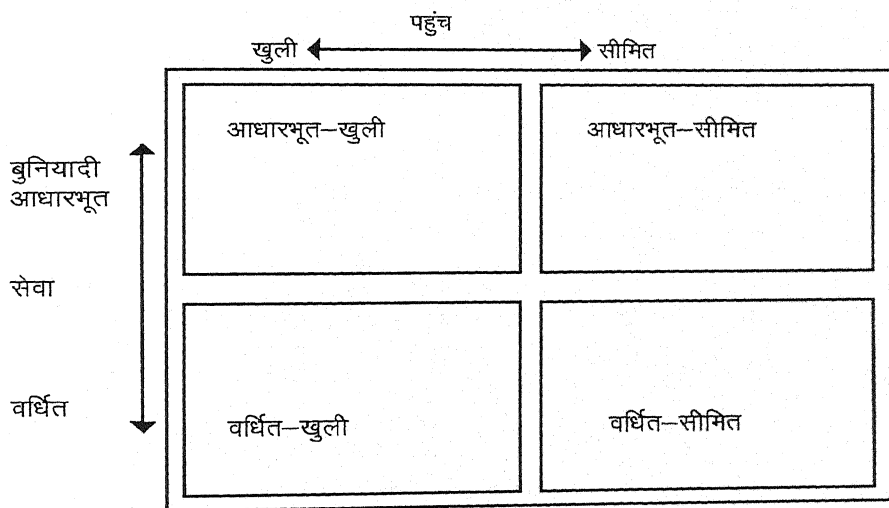 पहुंच
खुली सीमित
आधारभूत–खुली आधारभूत–सीमित
बुनियादी
आधारभूत
सेवा
वर्धित
वर्धित–खुली वर्धित–सीमित